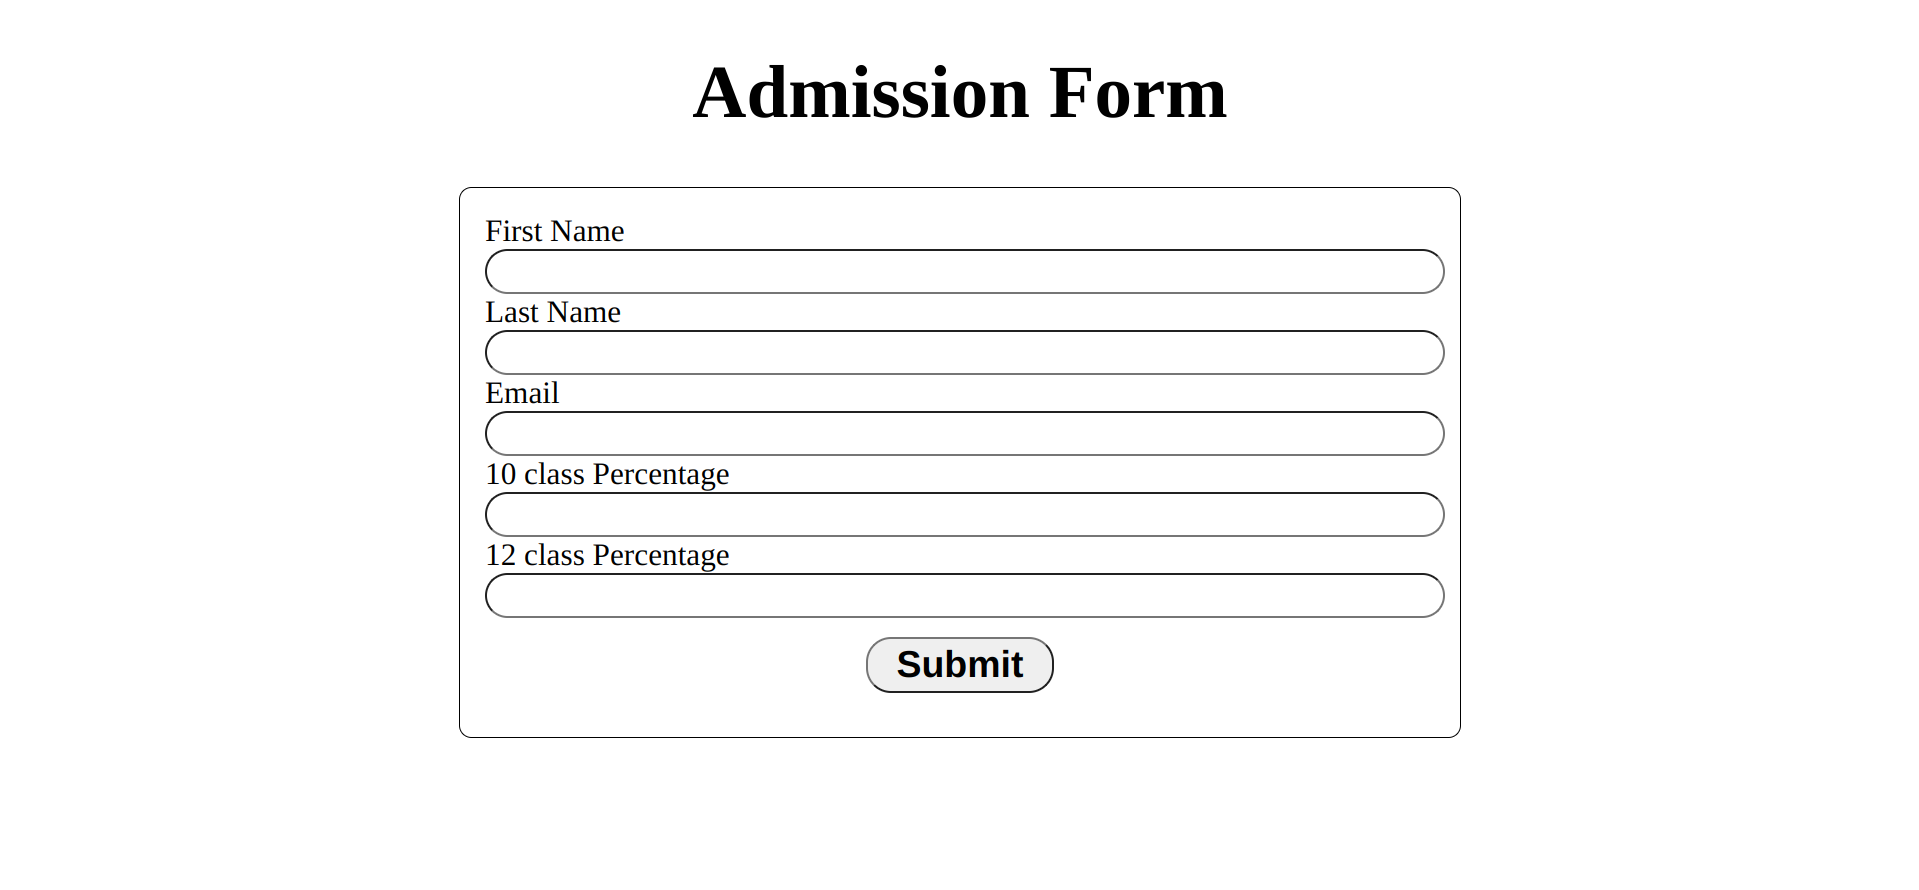 Admission Form
First Name
Last Name
Email
10 class Percentage
12 class Percentage
Submit